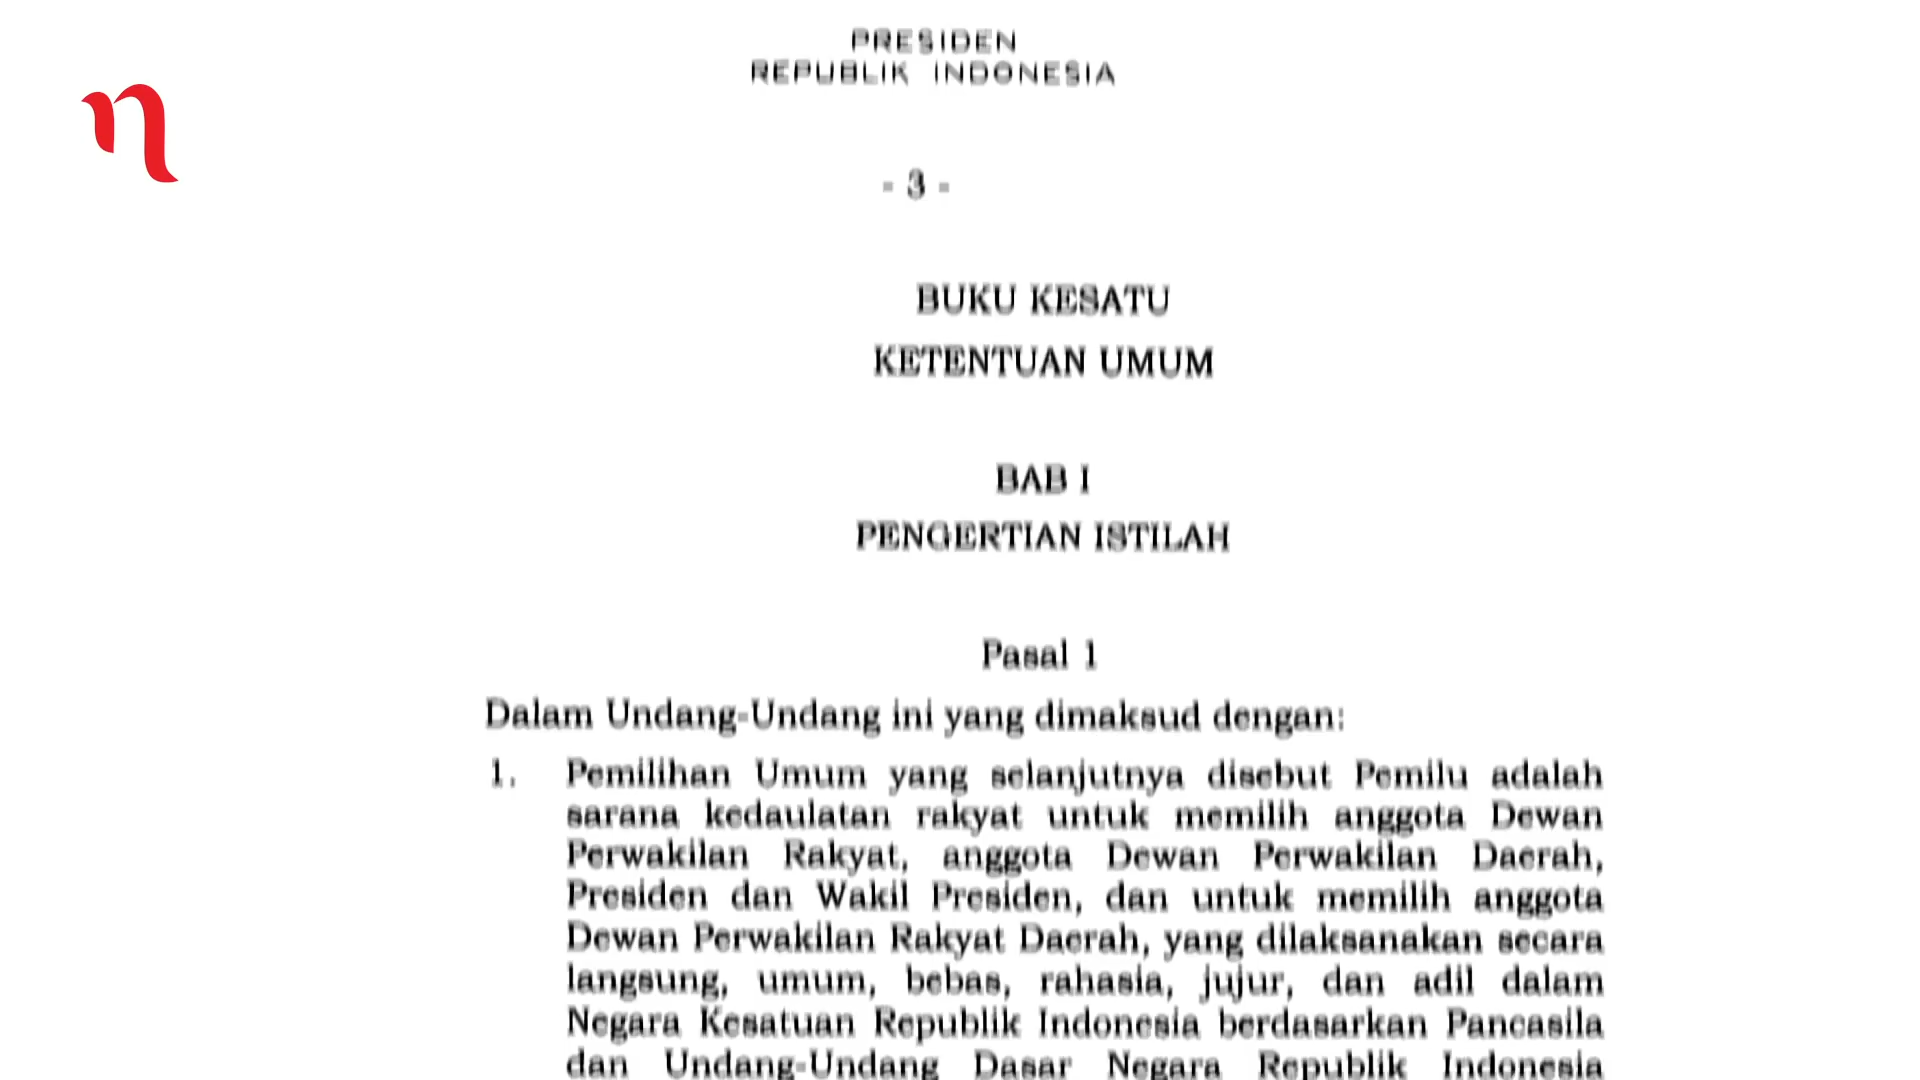 PRESIDEN
REPUBLIK INDONESIA
- 3 -
BUKU KESATU
KETENTUAN UMUM
BAB I
PENGERTIAN ISTILAH
Pasal 1
Dalam Undang-Undang ini yang dimaksud dengan:
1. Pemilihan Umum yang selanjutnya disebut Pemilu adalah
sarana kedaulatan rakyat untuk memilih anggota Dewan
Perwakilan Rakyat, anggota Dewan Perwakilan Daerah,
Presiden dan Wakil Presiden, dan untuk memilih anggota
Dewan Perwakilan Rakyat Daerah, yang dilaksanakan secara
langsung, umum, bebas, rahasia, jujur, dan adil dalam
Negara Kesatuan Republik Indonesia berdasarkan Pancasila
dan Undang-Undang Dasar Negara Republik Indonesia